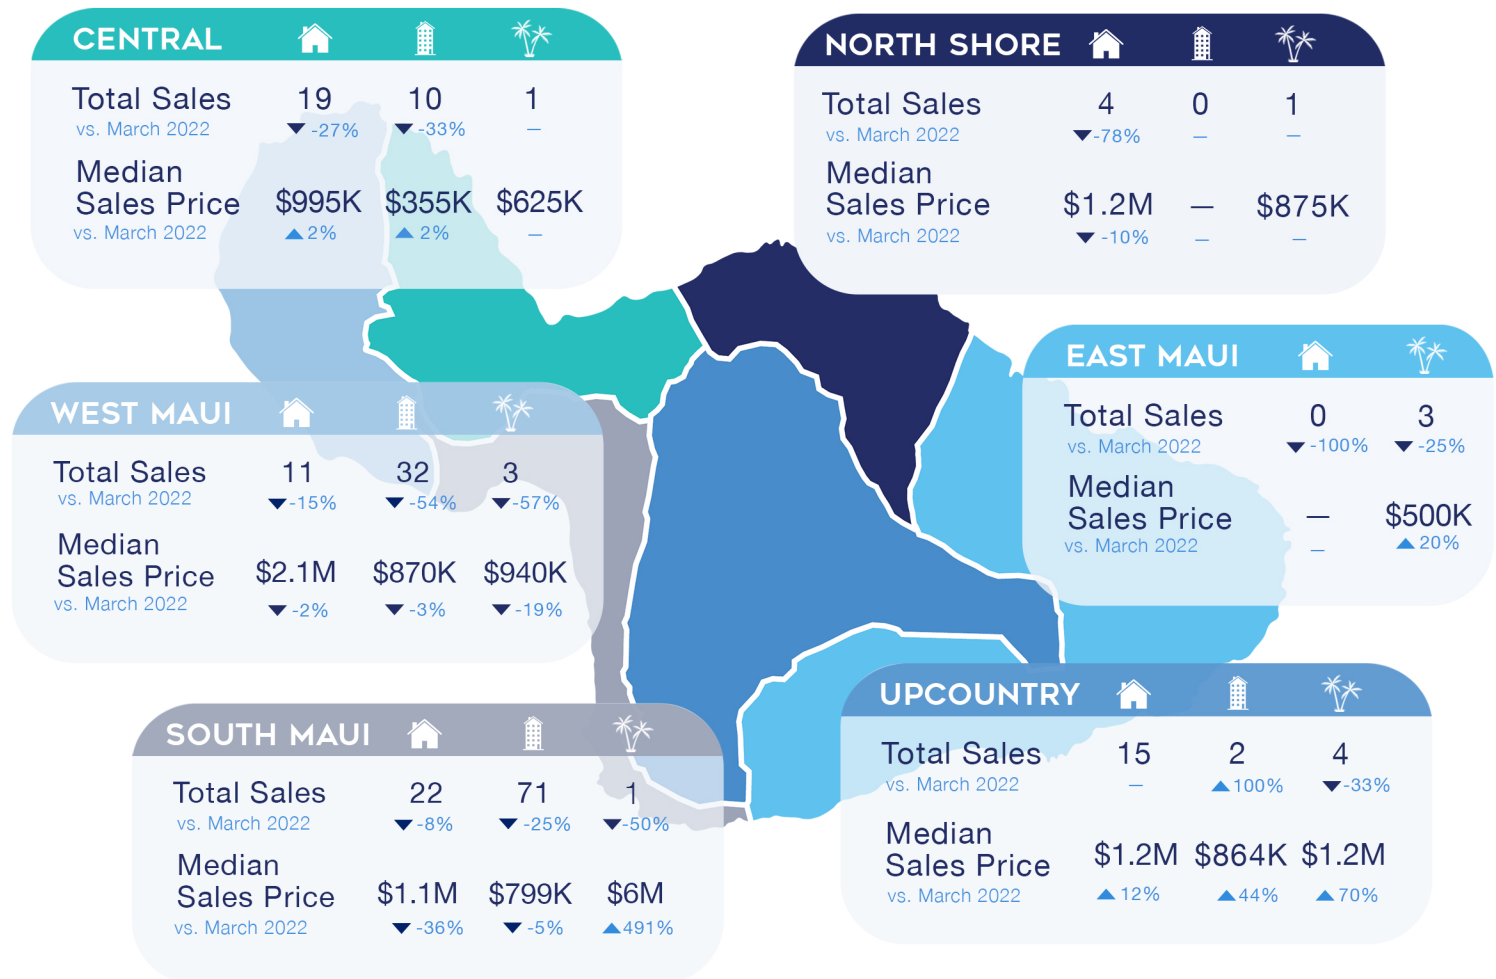 CENTRAL
Total Sales 19 10 1
vs. March 2022 ▼ -27% ▼ -33% –
Median
Sales Price $995K $355K $625K
vs. March 2022 ▲ 2% ▲ 2% –
NORTH SHORE
Total Sales 4 0 1
vs. March 2022 ▼ -78% – –
Median
Sales Price $1.2M — $875K
vs. March 2022 ▼ -10% – –
EAST MAUI
Total Sales 0 3
vs. March 2022 ▼ -100% ▼ -25%
Median
Sales Price — $500K
vs. March 2022 – ▲ 20%
WEST MAUI
Total Sales 11 32 3
vs. March 2022 ▼ -15% ▼ -54% ▼ -57%
Median
Sales Price $2.1M $870K $940K
vs. March 2022 ▼ -2% ▼ -3% ▼ -19%
UPCOUNTRY
Total Sales 15 2 4
vs. March 2022 – ▲ 100% ▼ -33%
Median
Sales Price $1.2M $864K $1.2M
vs. March 2022 ▲ 12% ▲ 44% ▲ 70%
SOUTH MAUI
Total Sales 22 71 1
vs. March 2022 ▼ -8% ▼ -25% ▼ -50%
Median
Sales Price $1.1M $799K $6M
vs. March 2022 ▼ -36% ▼ -5% ▲ 491%